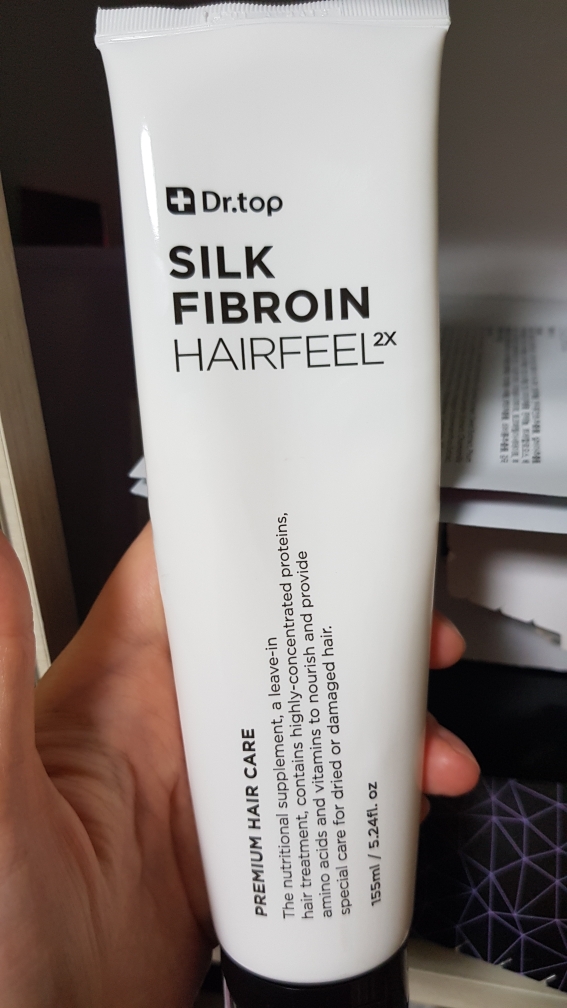 Dr.top
SILK
FIBROIN
HAIRFEEL2X
PREMIUM HAIR CARE
The nutritional supplement, a leave-in
hair treatment, contains highly-concentrated proteins,
amino acids and vitamins to nourish and provide
special care for dried or damaged hair.
155ml / 5.24fl. oz